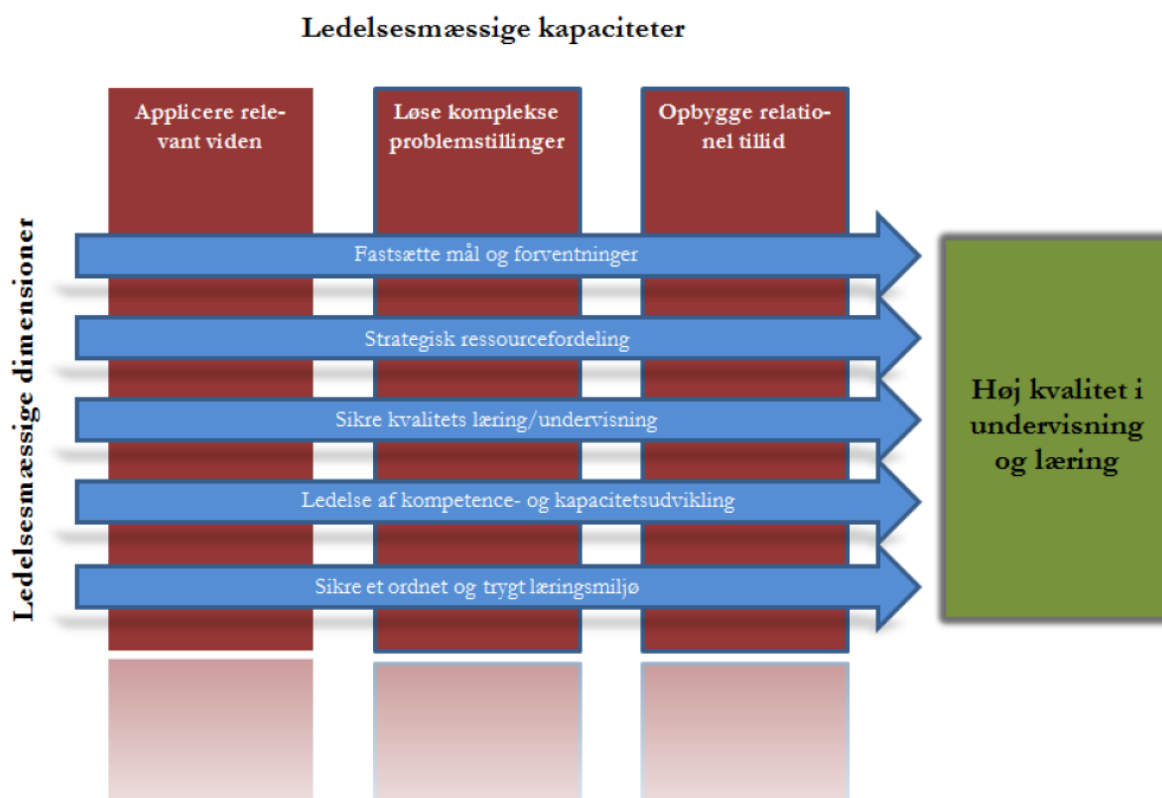 Ledelsesmæssige kapaciteter
Applicere rele-
vant viden
Løse komplekse
problemstillinger
Opbygge relatio-
nel tillid
Ledelsesmæssige dimensioner
Fastsætte mål og forventninger
Strategisk ressourcefordeling
Sikre kvalitets læring/undervisning
Ledelse af kompetence- og kapacitetsudvikling
Sikre et ordnet og trygt læringsmiljø
Høj kvalitet i
undervisning
og læring